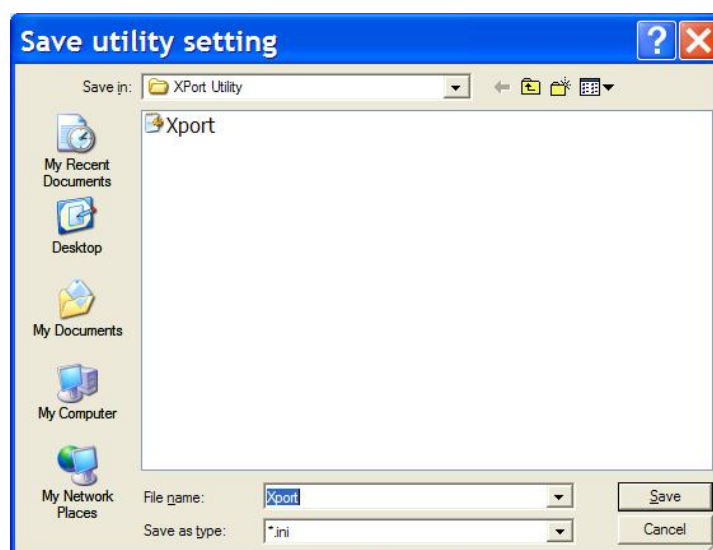 Save utility setting
Save in: XPort Utility
Xport
My Recent
Documents
Desktop
My Documents
My Computer
My Network
Places
File name: Xport Save
Save as type: *.ini Cancel